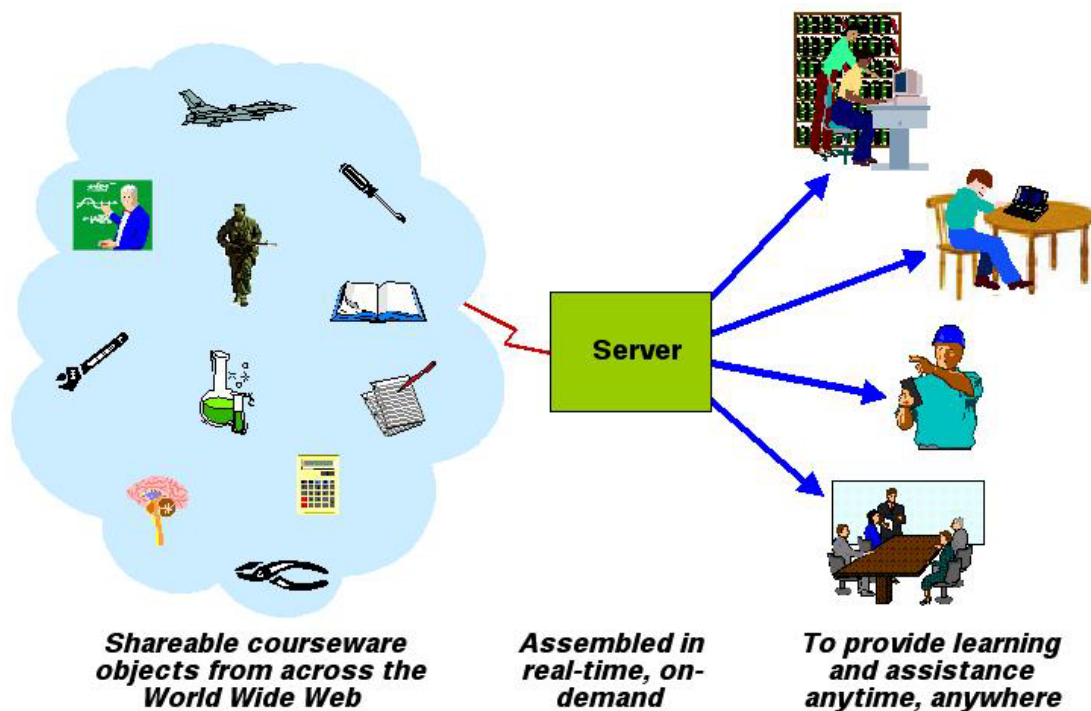 Server
Shareable courseware
objects from across the
World Wide Web
Assembled in
real-time, on-
demand
To provide learning
and assistance
anytime, anywhere